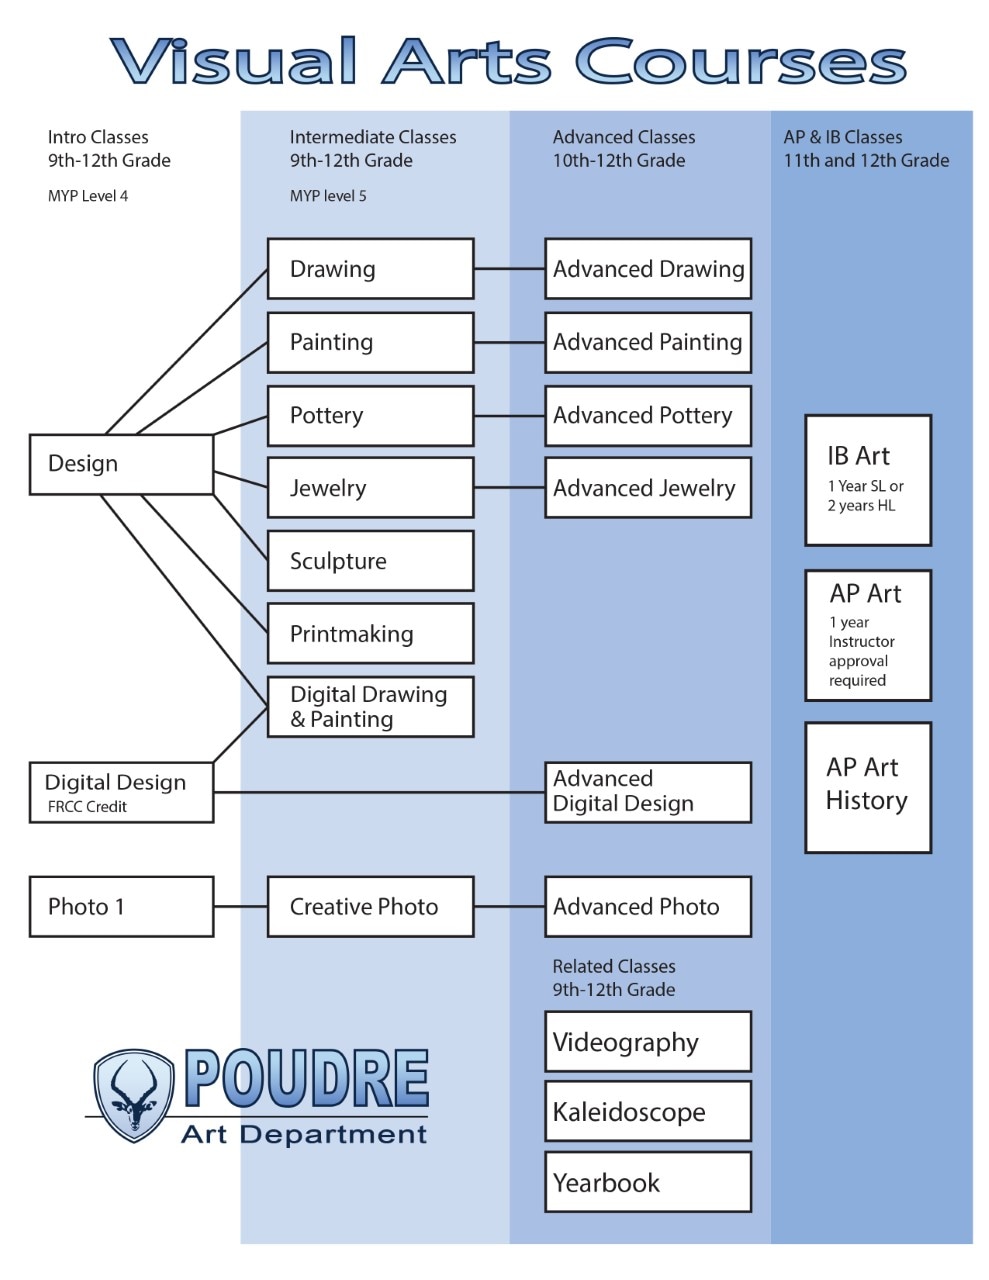 Visual Arts Courses
Intro Classes
9th-12th Grade
MYP Level 4
Intermediate Classes
9th-12th Grade
MYP level 5
Advanced Classes
10th-12th Grade
AP & IB Classes
11th and 12th Grade
Drawing
Advanced Drawing
Painting
Advanced Painting
Pottery
Advanced Pottery
Design
Jewelry
Advanced Jewelry
Sculpture
Printmaking
Digital Drawing
& Painting
Digital Design
FRCC Credit
Advanced
Digital Design
Photo 1
Creative Photo
Advanced Photo
IB Art
1 Year SL or
2 years HL
AP Art
1 year
Instructor
approval
required
AP Art
History
Related Classes
9th-12th Grade
Videography
Kaleidoscope
Yearbook
POUDRE
Art Department